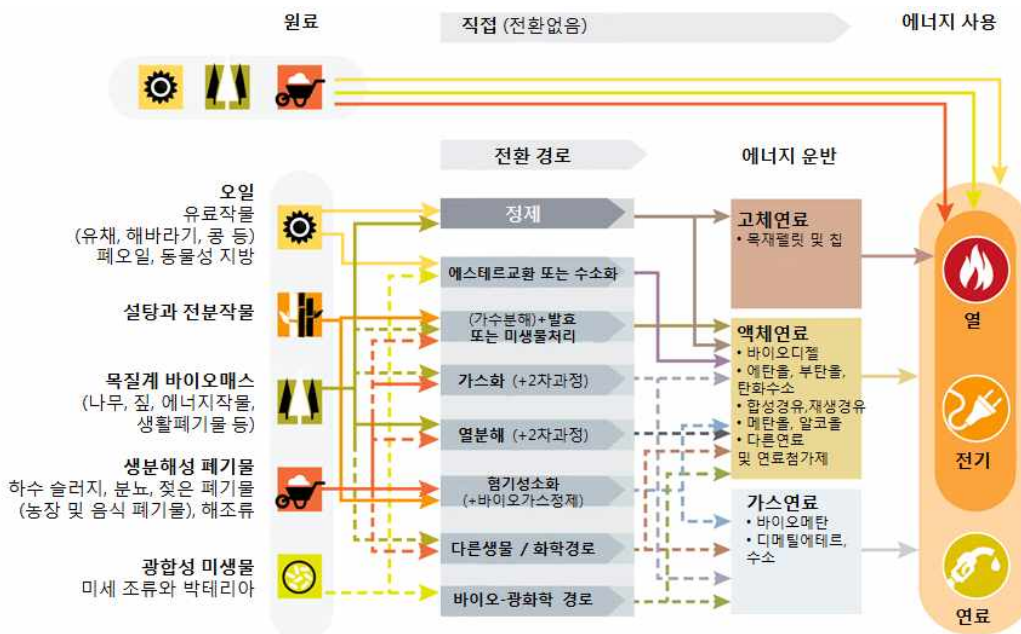 원료
직접 (전환없음)
에너지 사용
전환 경로
에너지 운반
오일
유료작물
(유채, 해바라기, 콩 등)
폐오일, 동물성 지방
설탕과 전분작물
목질계 바이오매스
(나무, 짚, 에너지작물,
생활폐기물 등)
생분해성 폐기물
하수 슬러지, 분뇨, 젖은 폐기물
(농장 및 음식 폐기물), 해조류
광합성 미생물
미세 조류와 박테리아
정제
에스테르교환 또는 수소화
(가수분해)+발효
또는 미생물처리
가스화 (+2차과정)
열분해 (+2차과정)
혐기성소화
(+바이오가스정제)
다른생물 / 화학경로
바이오-광화학 경로
고체연료
• 목재펠릿 및 칩
액체연료
• 바이오디젤
• 에탄올, 부탄올,
탄화수소
• 합성경유,재생경유
• 메탄올, 알코올
• 다른연료
및 연료첨가제
가스연료
• 바이오메탄
• 디메틸에테르,
수소
열
전기
연료